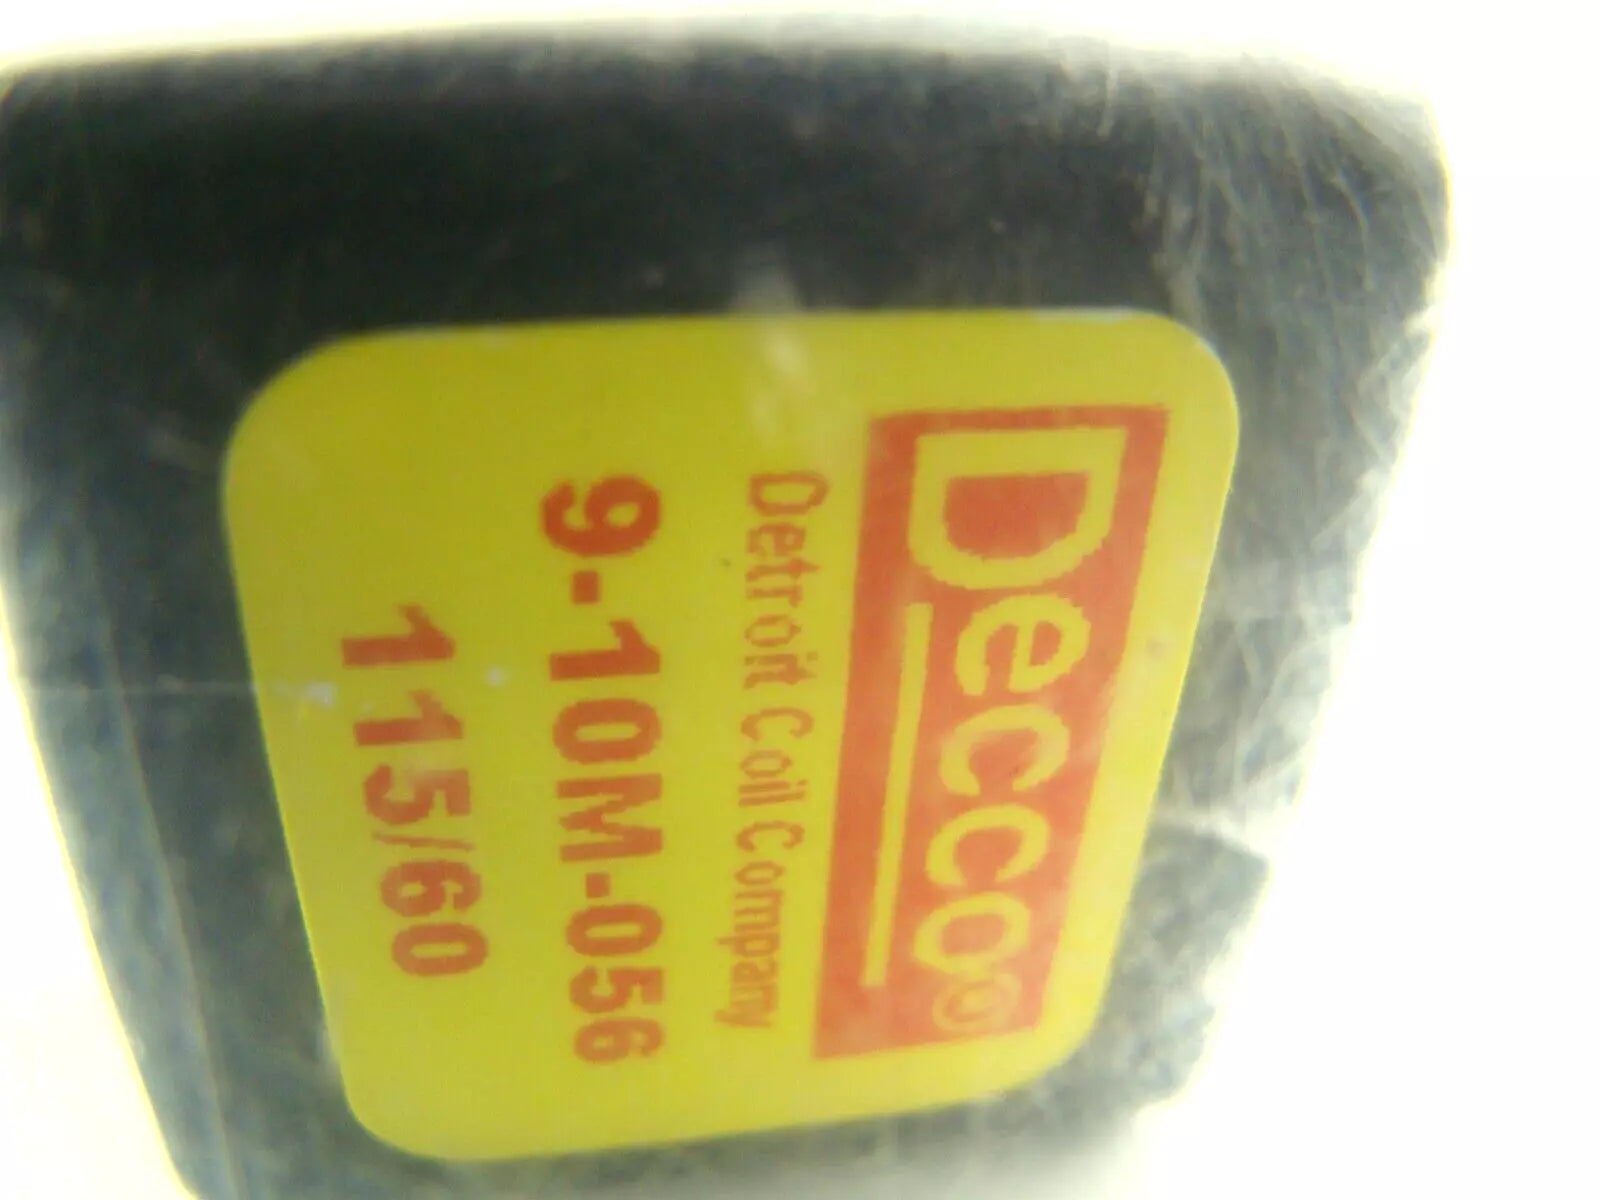 Decco®
Detroit Coil Company
9-10M-056
115/60